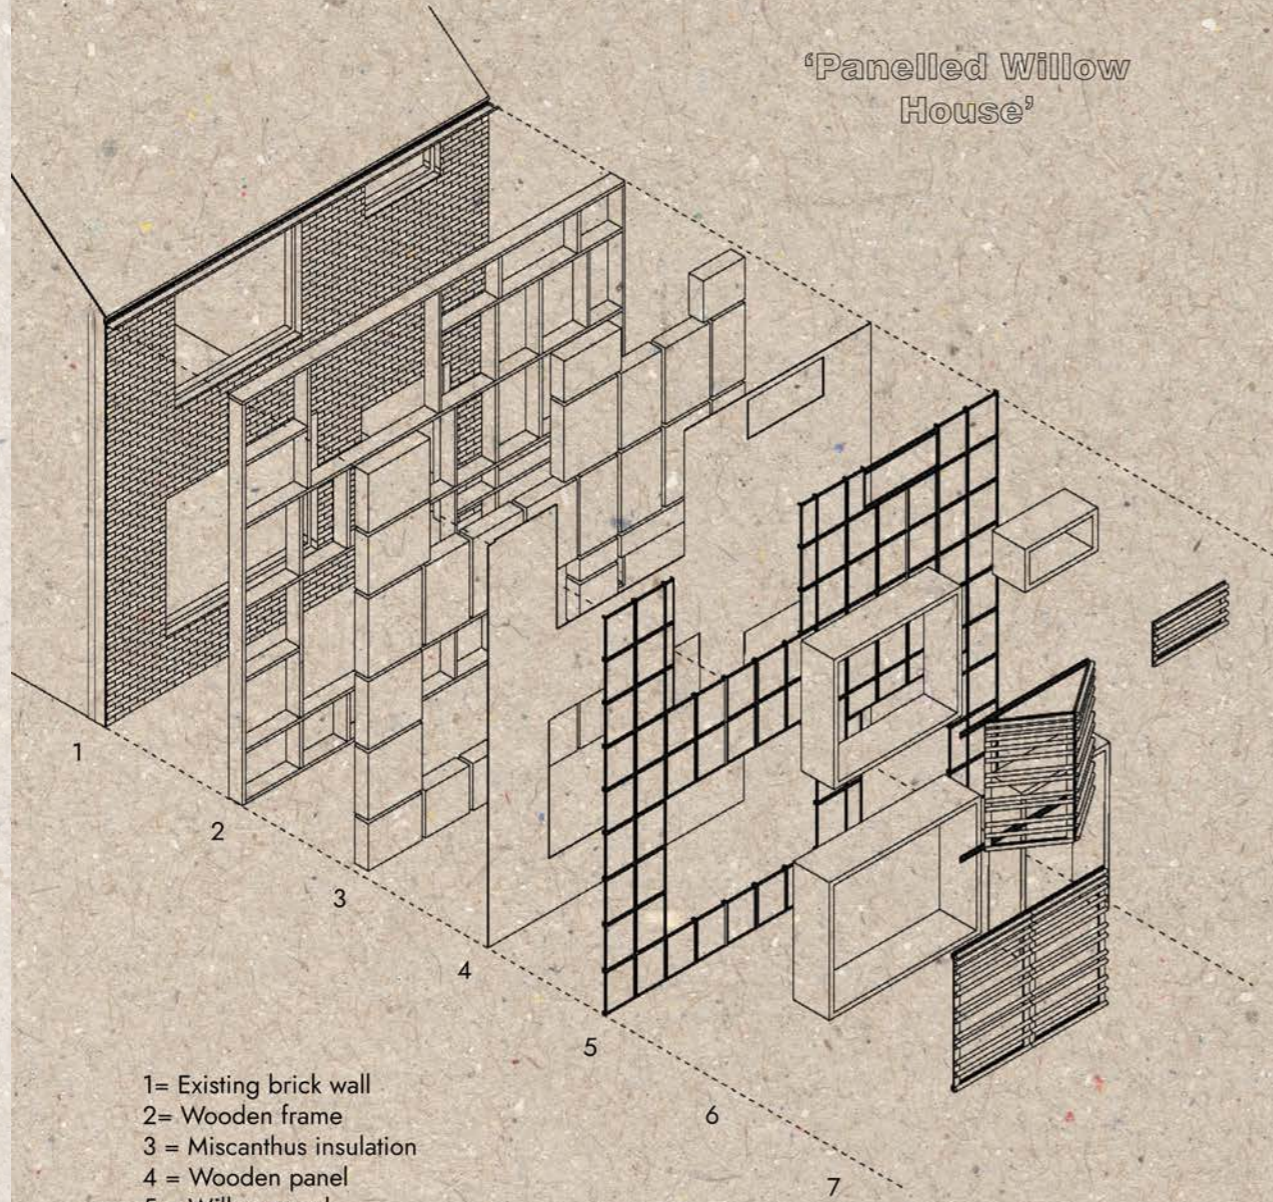 ‘Panelled Willow
House’
1
2
3
4
5
6
7
1= Existing brick wall
2= Wooden frame
3 = Miscanthus insulation
4 = Wooden panel